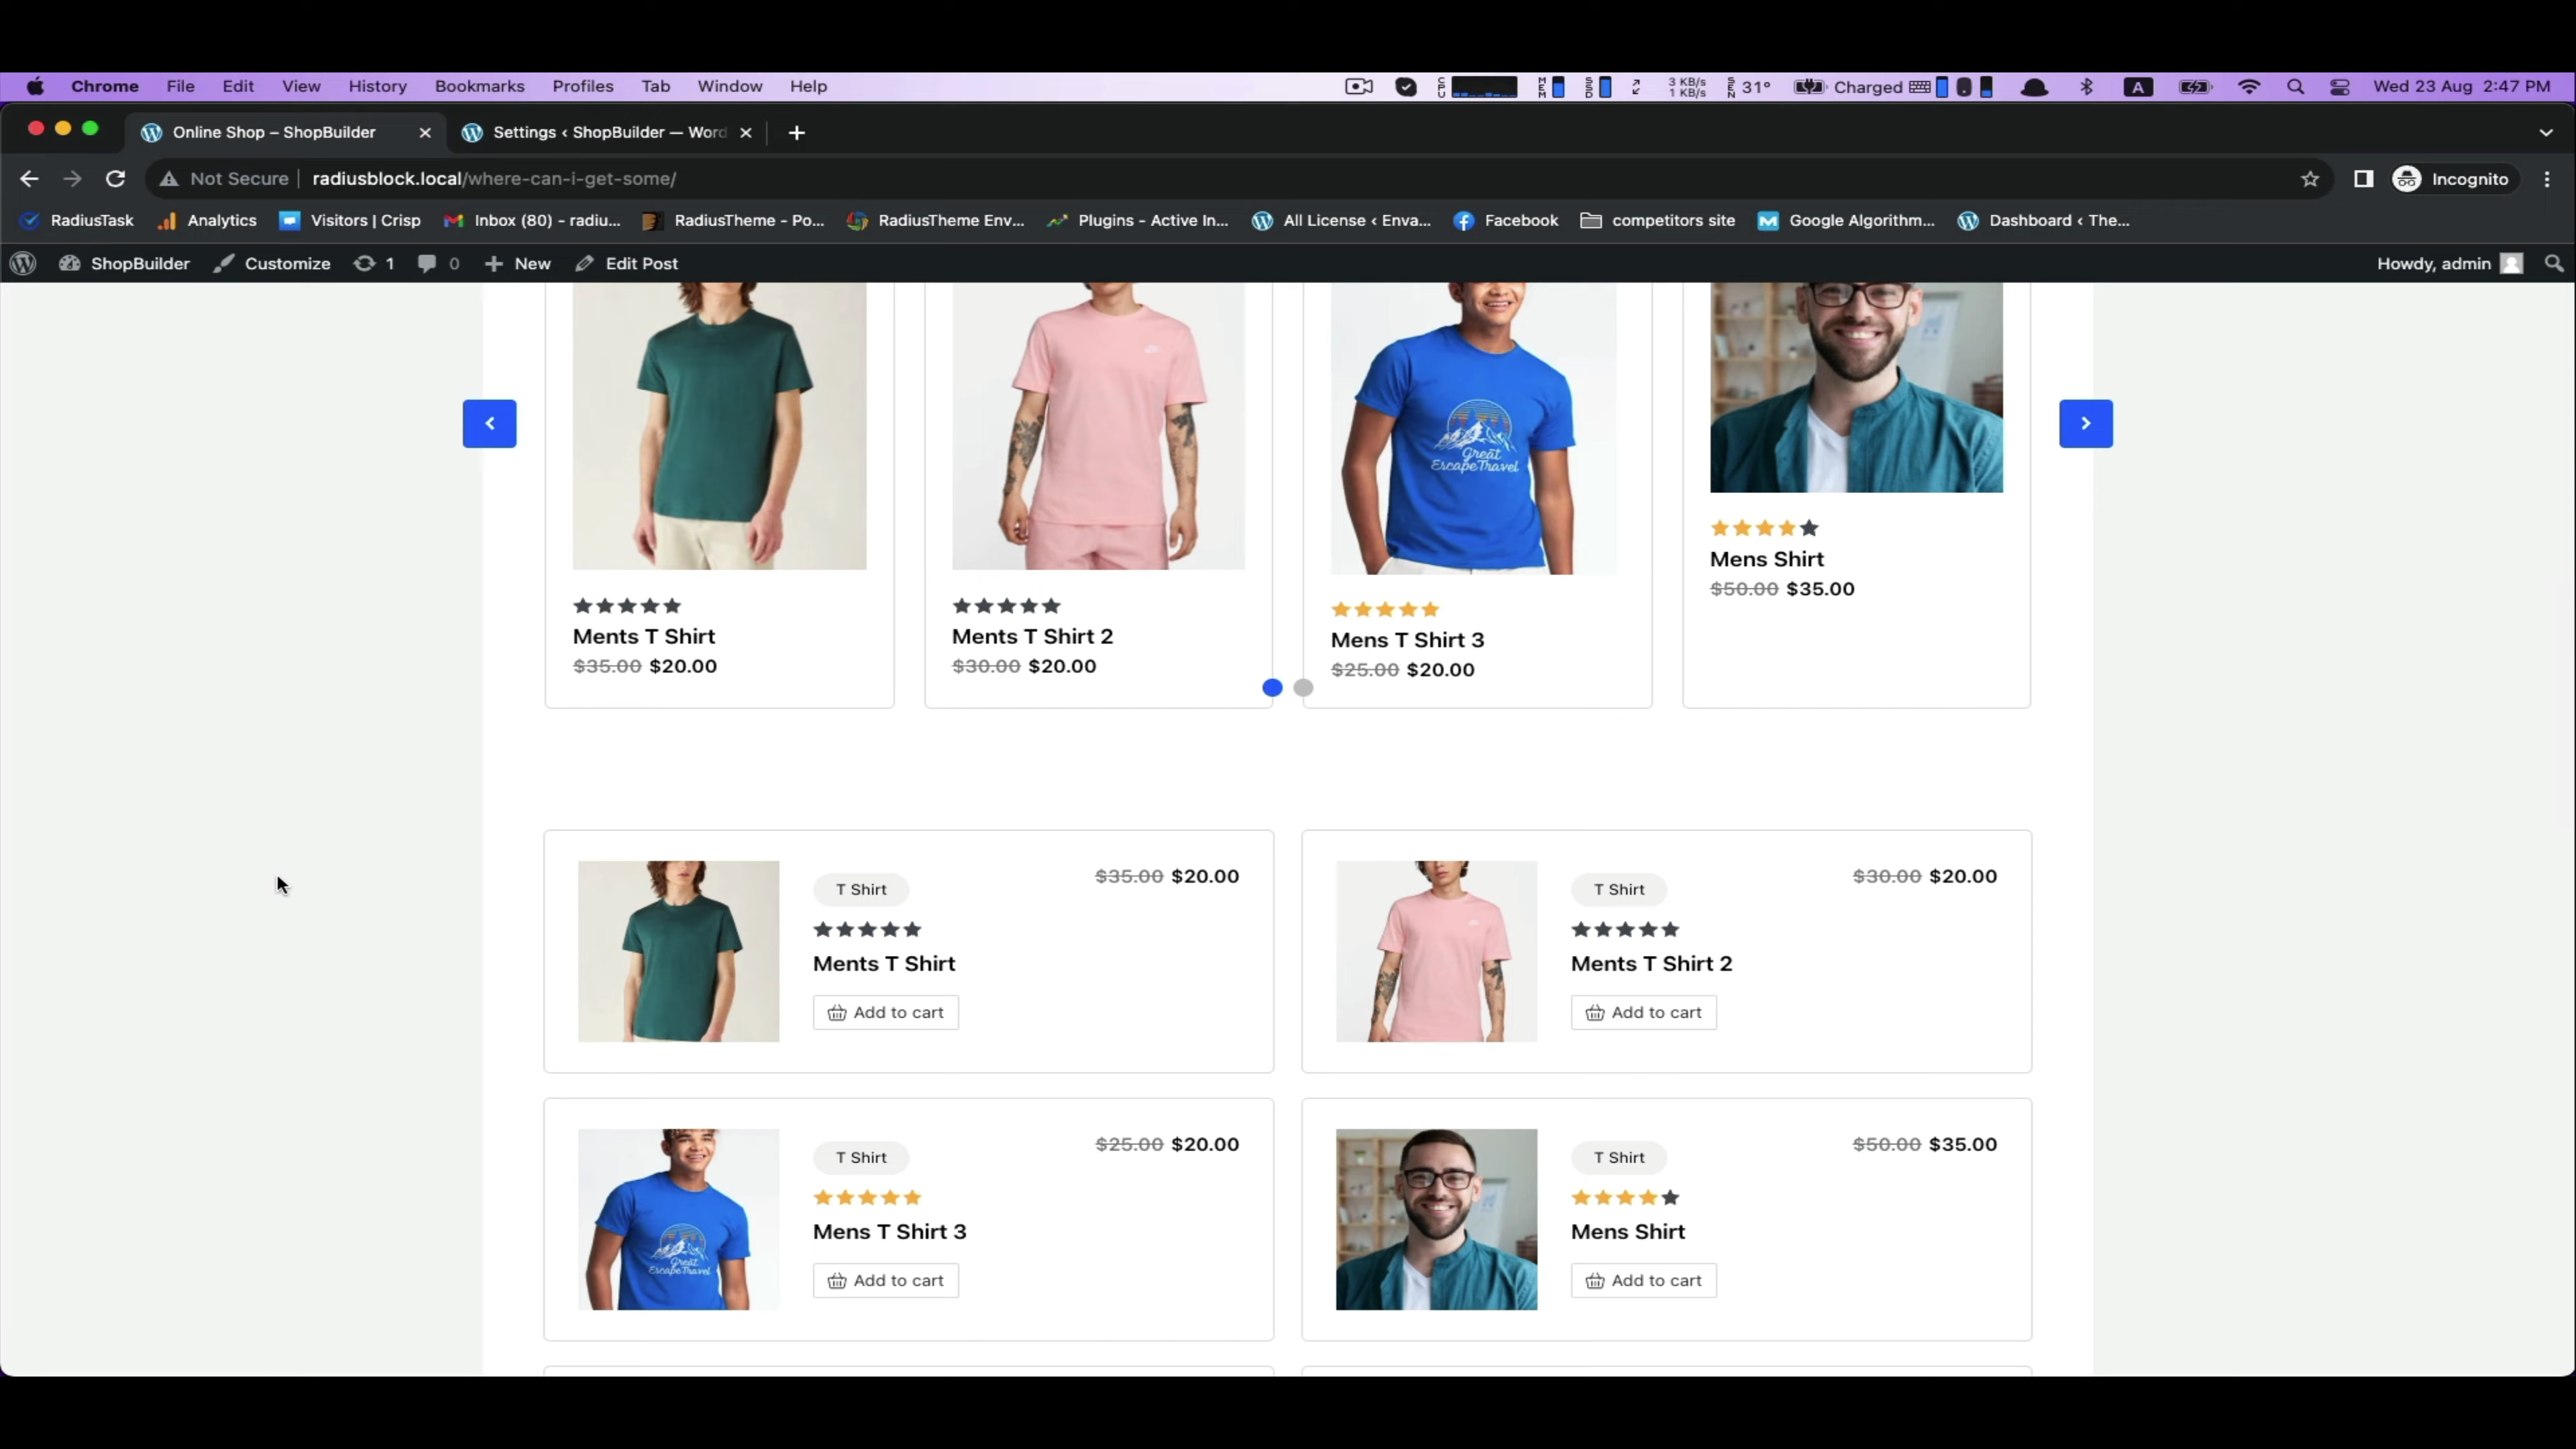 Chrome File Edit View History Bookmarks Profiles Tab Window Help
CPU MEM SSD 3 KB/s 1 KB/s SEN 31° Charged A Wed 23 Aug 2:47 PM
Online Shop – ShopBuilder Settings ‹ ShopBuilder — Word
Not Secure radiusblock.local/where-can-i-get-some/ Incognito
RadiusTask Analytics Visitors | Crisp Inbox (80) – radiu... RadiusTheme - Po... RadiusTheme Env... Plugins - Active In... All License ‹ Enva... Facebook competitors site Google Algorithm... Dashboard ‹ The...
ShopBuilder Customize 1 0 New Edit Post Howdy, admin
Great
EscapeTravel
Ments T Shirt
$35.00 $20.00
Ments T Shirt 2
$30.00 $20.00
Mens T Shirt 3
$25.00 $20.00
Mens Shirt
$50.00 $35.00
T Shirt
$35.00 $20.00
Ments T Shirt
Add to cart
T Shirt
$30.00 $20.00
Ments T Shirt 2
Add to cart
Great
EscapeTravel
T Shirt
$25.00 $20.00
Mens T Shirt 3
Add to cart
T Shirt
$50.00 $35.00
Mens Shirt
Add to cart